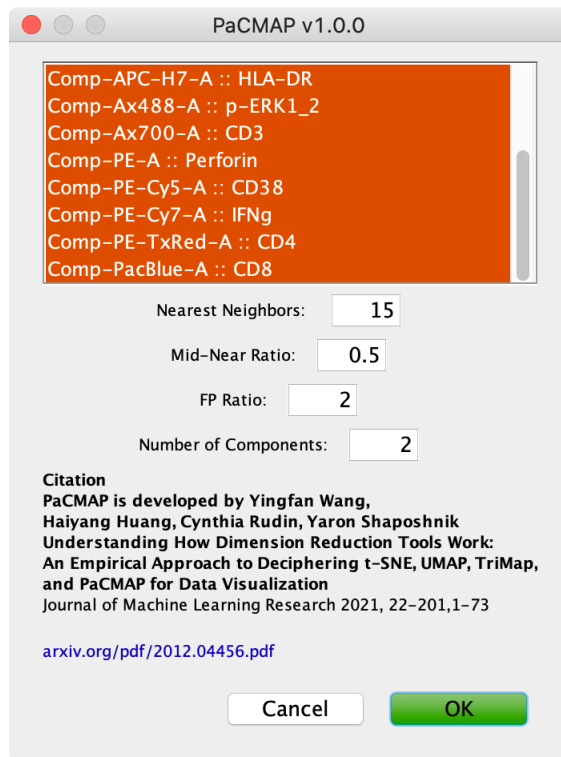 PaCMAP v1.0.0
Comp-APC-H7-A :: HLA-DR
Comp-Ax488-A :: p-ERK1_2
Comp-Ax700-A :: CD3
Comp-PE-A :: Perforin
Comp-PE-Cy5-A :: CD38
Comp-PE-Cy7-A :: IFNg
Comp-PE-TxRed-A :: CD4
Comp-PacBlue-A :: CD8
Nearest Neighbors: 15
Mid-Near Ratio: 0.5
FP Ratio: 2
Number of Components: 2
Citation
PaCMAP is developed by Yingfan Wang,
Haiyang Huang, Cynthia Rudin, Yaron Shaposhnik
Understanding How Dimension Reduction Tools Work:
An Empirical Approach to Deciphering t-SNE, UMAP, TriMap,
and PaCMAP for Data Visualization
Journal of Machine Learning Research 2021, 22-201,1-73
arxiv.org/pdf/2012.04456.pdf
Cancel OK